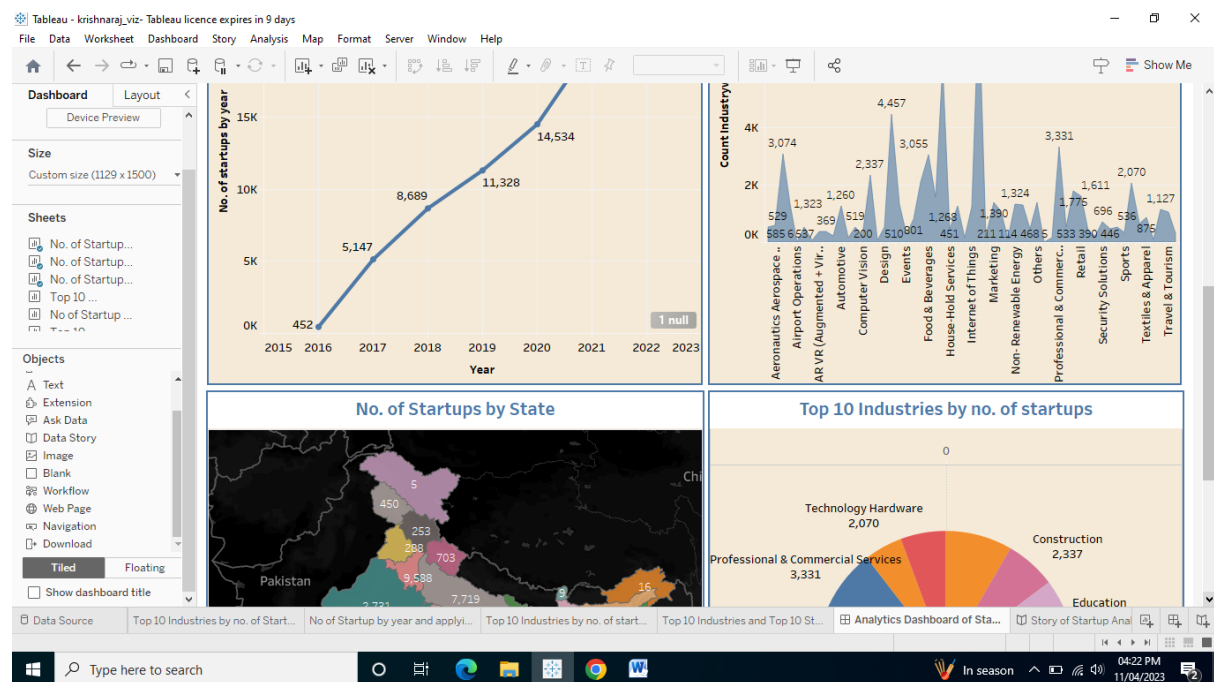 Tableau - krishnaraj_viz- Tableau licence expires in 9 days
File Data Worksheet Dashboard Story Analysis Map Format Server Window Help
Show Me
Dashboard Layout
Device Preview
Size
Custom size (1129 x 1500)
Sheets
No. of Startup...
No. of Startup...
No. of Startup...
Top 10 ...
No of Startup ...
Objects
Text
Extension
Ask Data
Data Story
Image
Blank
Workflow
Web Page
Navigation
Download
Tiled Floating
Show dashboard title
No. of startups by year
15K
10K
5K
0K
452
5,147
8,689
11,328
14,534
1 null
2015 2016 2017 2018 2019 2020 2021 2022 2023
Year
4K
2K
0K
4,457
3,074
3,055
3,331
2,337
2,070
1,323
1,260
1,324
1,611
1,127
529
369
519
1,263
1,390
1,775
696
536
585
200
510
801
451
211
114
468
5
533
390
446
875
Aeronautics Aerospace ..
Airport Operations
AR VR (Augmented + Vir..
Automotive
Computer Vision
Design
Events
Food & Beverages
House-Hold Services
Internet of Things
Marketing
Non- Renewable Energy
Others
Professional & Commerc..
Retail
Security Solutions
Sports
Textiles & Apparel
Travel & Tourism
No. of Startups by State
5
450
253
288
703
9,588
7,719
9
16
Pakistan
Top 10 Industries by no. of startups
0
Technology Hardware
2,070
Construction
2,337
Professional & Commercial Services
3,331
Education
Data Source Top 10 Industries by no. of Start... No of Startup by year and applyi... Top 10 Industries by no. of start... Top 10 Industries and Top 10 St... Analytics Dashboard of Sta... Story of Startup Anal
Type here to search
In season
04:22 PM
11/04/2023
2